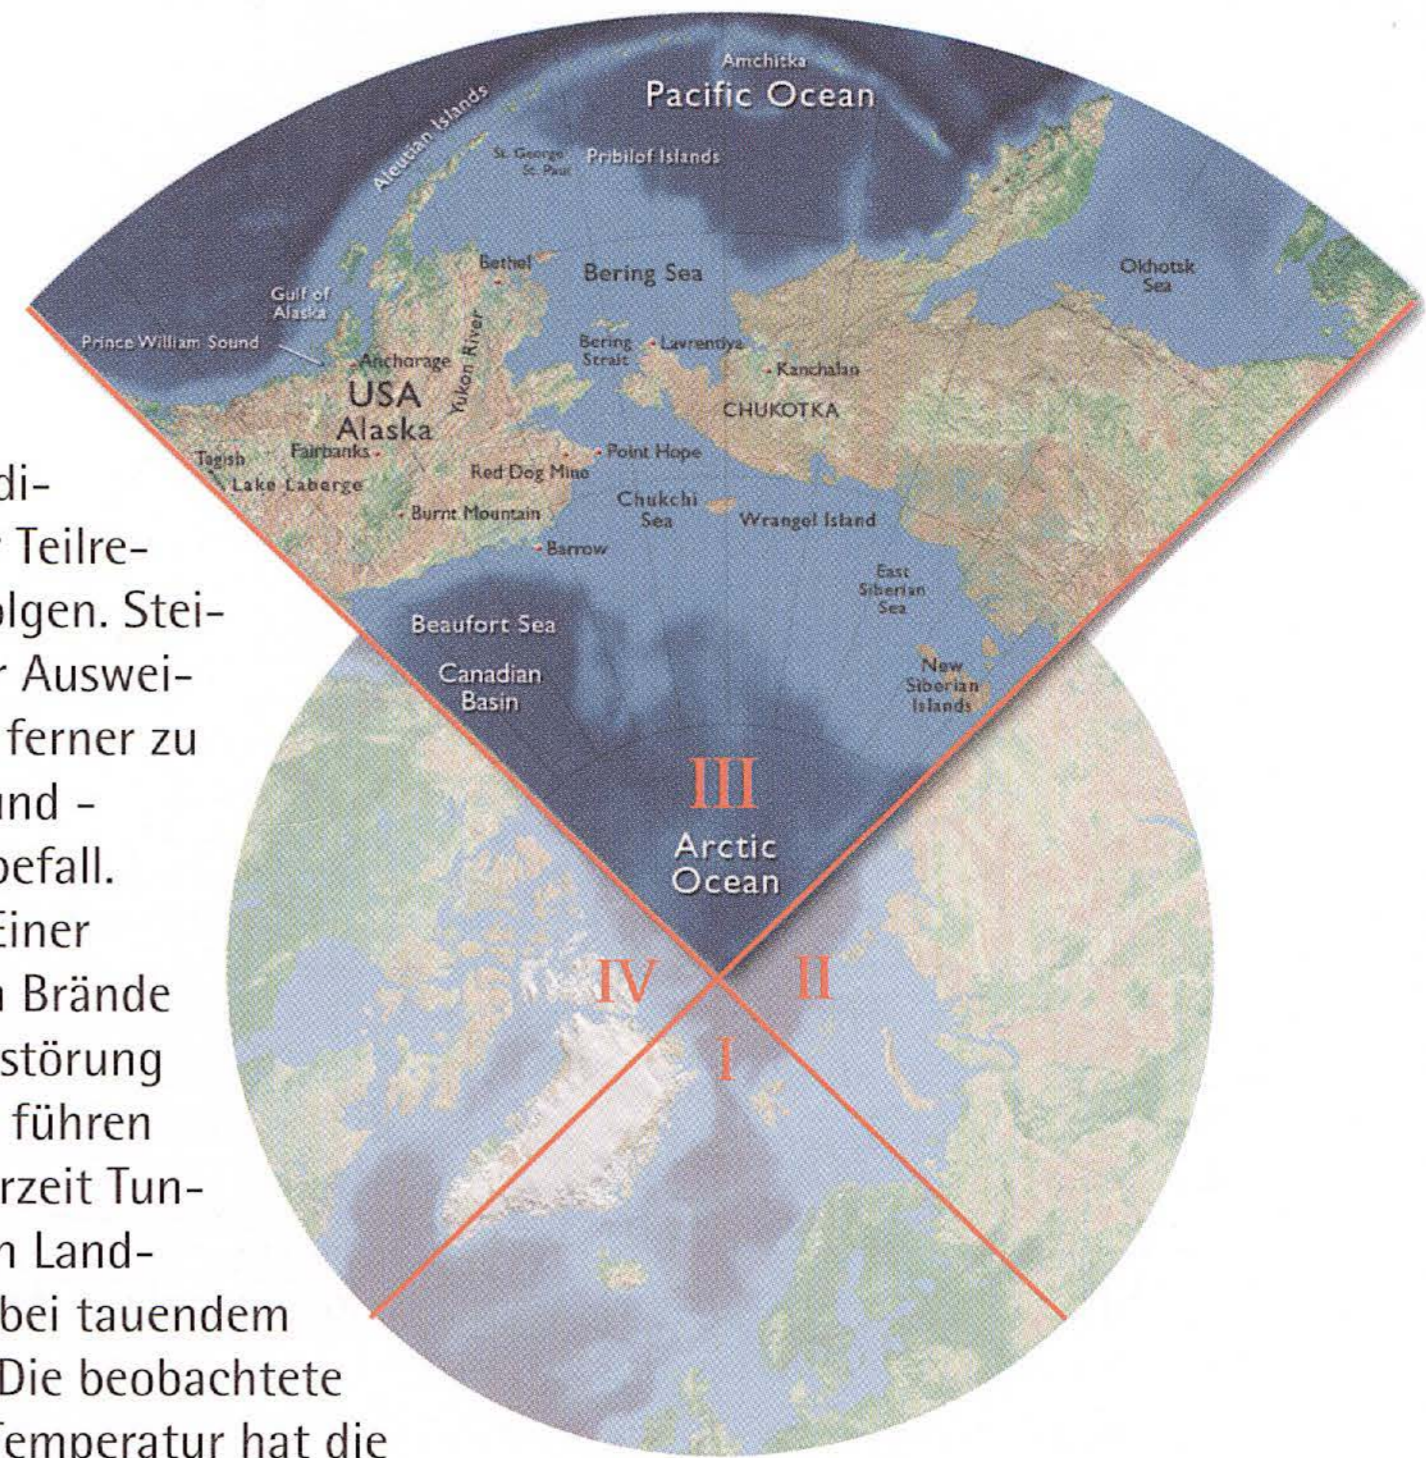 Amchitka
Pacific Ocean
Aleutian Islands
St. George
St. Paul
Pribilof Islands
Bethel
Bering Sea
Okhotsk
Sea
Gulf of
Alaska
Prince William Sound
Anchorage
Yukon River
Bering
Strait
Lavrentiya
Kanchalan
USA
Alaska
CHUKOTKA
Tagish
Fairbanks
Point Hope
Red Dog Mine
Lake Laberge
Burnt Mountain
Chukchi
Sea
Wrangel Island
Barrow
East
Siberian
Sea
Beaufort Sea
Canadian
Basin
New
Siberian
Islands
III
Arctic
Ocean
IV
II
I
di-
Teilre-
olgen. Stei-
r Auswei-
ferner zu
und -
befall.
Einer
n Brände
störung
führen
rzeit Tun-
n Land-
bei tauendem
Die beobachtete
Temperatur hat die